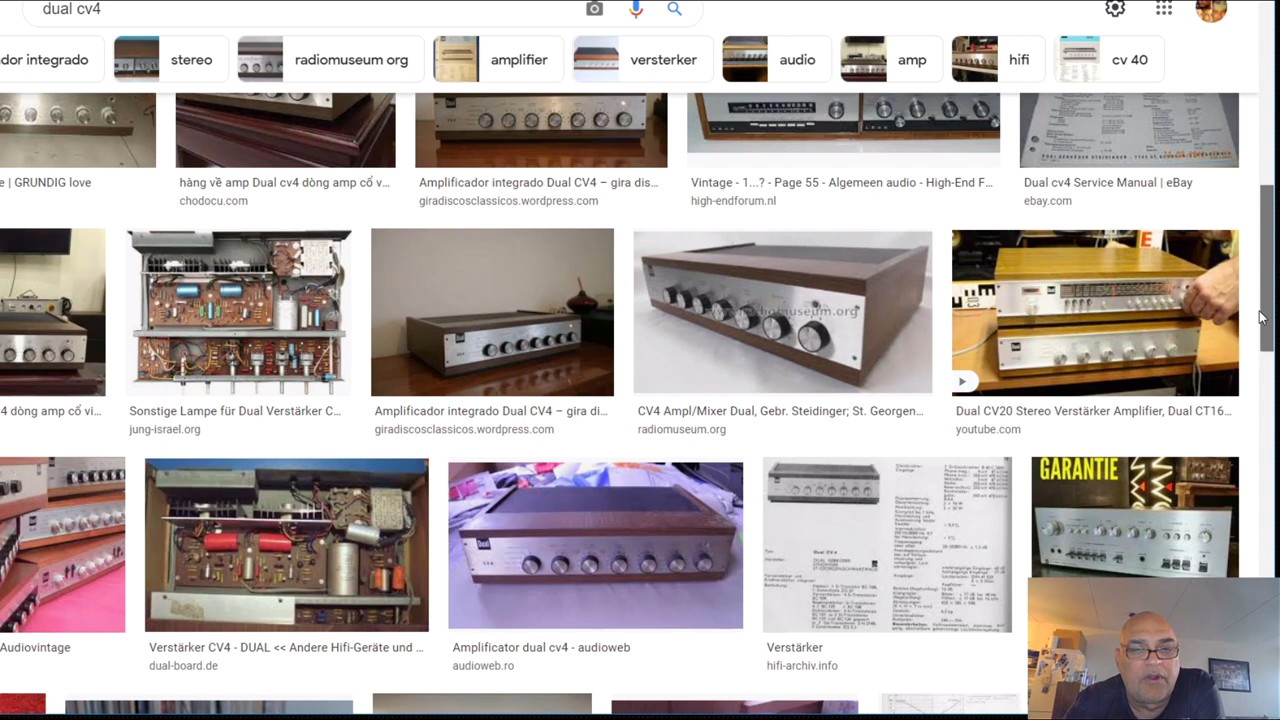 dual cv4
dor integrado
stereo
radiomuseum.org
amplifier
versterker
audio
amp
hifi
cv 40
e | GRUNDIG love
hàng về amp Dual cv4 dòng amp cổ v...
chodocu.com
Amplificador integrado Dual CV4 – gira dis...
giradiscosclassicos.wordpress.com
Vintage - 1...? - Page 55 - Algemeen audio - High-End F...
high-endforum.nl
Dual cv4 Service Manual | eBay
ebay.com
4 dòng amp cổ vi...
Sonstige Lampe für Dual Verstärker C...
jung-israel.org
Amplificador integrado Dual CV4 – gira di...
giradiscosclassicos.wordpress.com
CV4 Ampl/Mixer Dual, Gebr. Steidinger; St. Georgen...
radiomuseum.org
Dual CV20 Stereo Verstärker Amplifier, Dual CT16...
youtube.com
GARANTIE
Audiovintage
Verstärker CV4 - DUAL << Andere Hifi-Geräte und ...
dual-board.de
Amplificator dual cv4 - audioweb
audioweb.ro
Verstärker
hifi-archiv.info